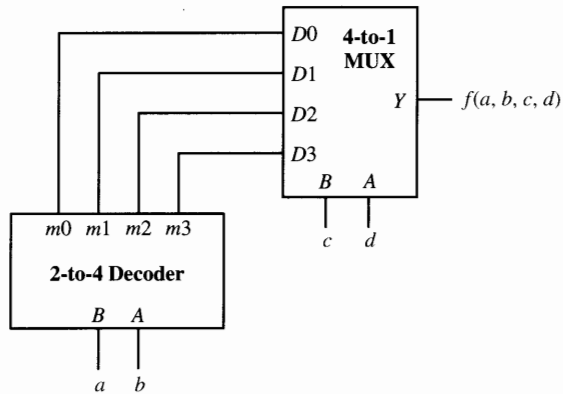 D0 4-to-1
MUX
D1
D2
Y f(a, b, c, d)
D3
B A
c d
m0 m1 m2 m3
2-to-4 Decoder
B A
a b